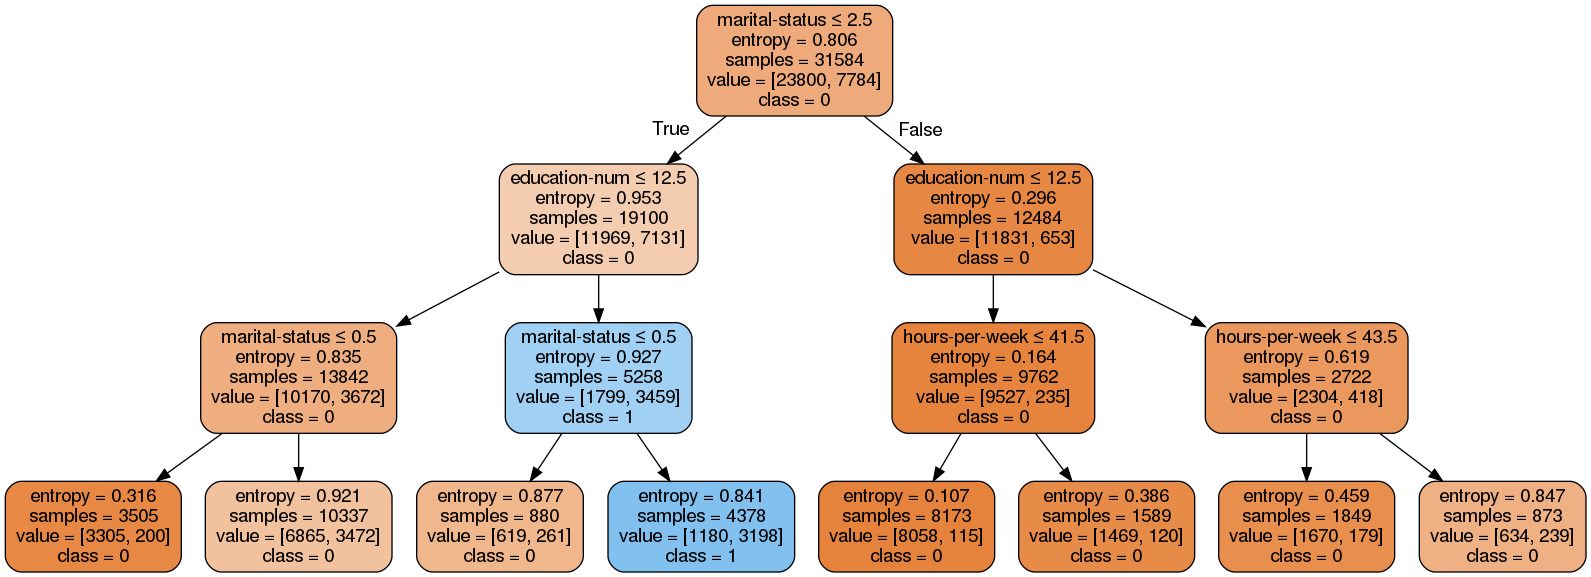 marital-status ≤ 2.5
entropy = 0.806
samples = 31584
value = [23800, 7784]
class = 0
True
False
education-num ≤ 12.5
entropy = 0.953
samples = 19100
value = [11969, 7131]
class = 0
education-num ≤ 12.5
entropy = 0.296
samples = 12484
value = [11831, 653]
class = 0
marital-status ≤ 0.5
entropy = 0.835
samples = 13842
value = [10170, 3672]
class = 0
marital-status ≤ 0.5
entropy = 0.927
samples = 5258
value = [1799, 3459]
class = 1
hours-per-week ≤ 41.5
entropy = 0.164
samples = 9762
value = [9527, 235]
class = 0
hours-per-week ≤ 43.5
entropy = 0.619
samples = 2722
value = [2304, 418]
class = 0
entropy = 0.316
samples = 3505
value = [3305, 200]
class = 0
entropy = 0.921
samples = 10337
value = [6865, 3472]
class = 0
entropy = 0.877
samples = 880
value = [619, 261]
class = 0
entropy = 0.841
samples = 4378
value = [1180, 3198]
class = 1
entropy = 0.107
samples = 8173
value = [8058, 115]
class = 0
entropy = 0.386
samples = 1589
value = [1469, 120]
class = 0
entropy = 0.459
samples = 1849
value = [1670, 179]
class = 0
entropy = 0.847
samples = 873
value = [634, 239]
class = 0